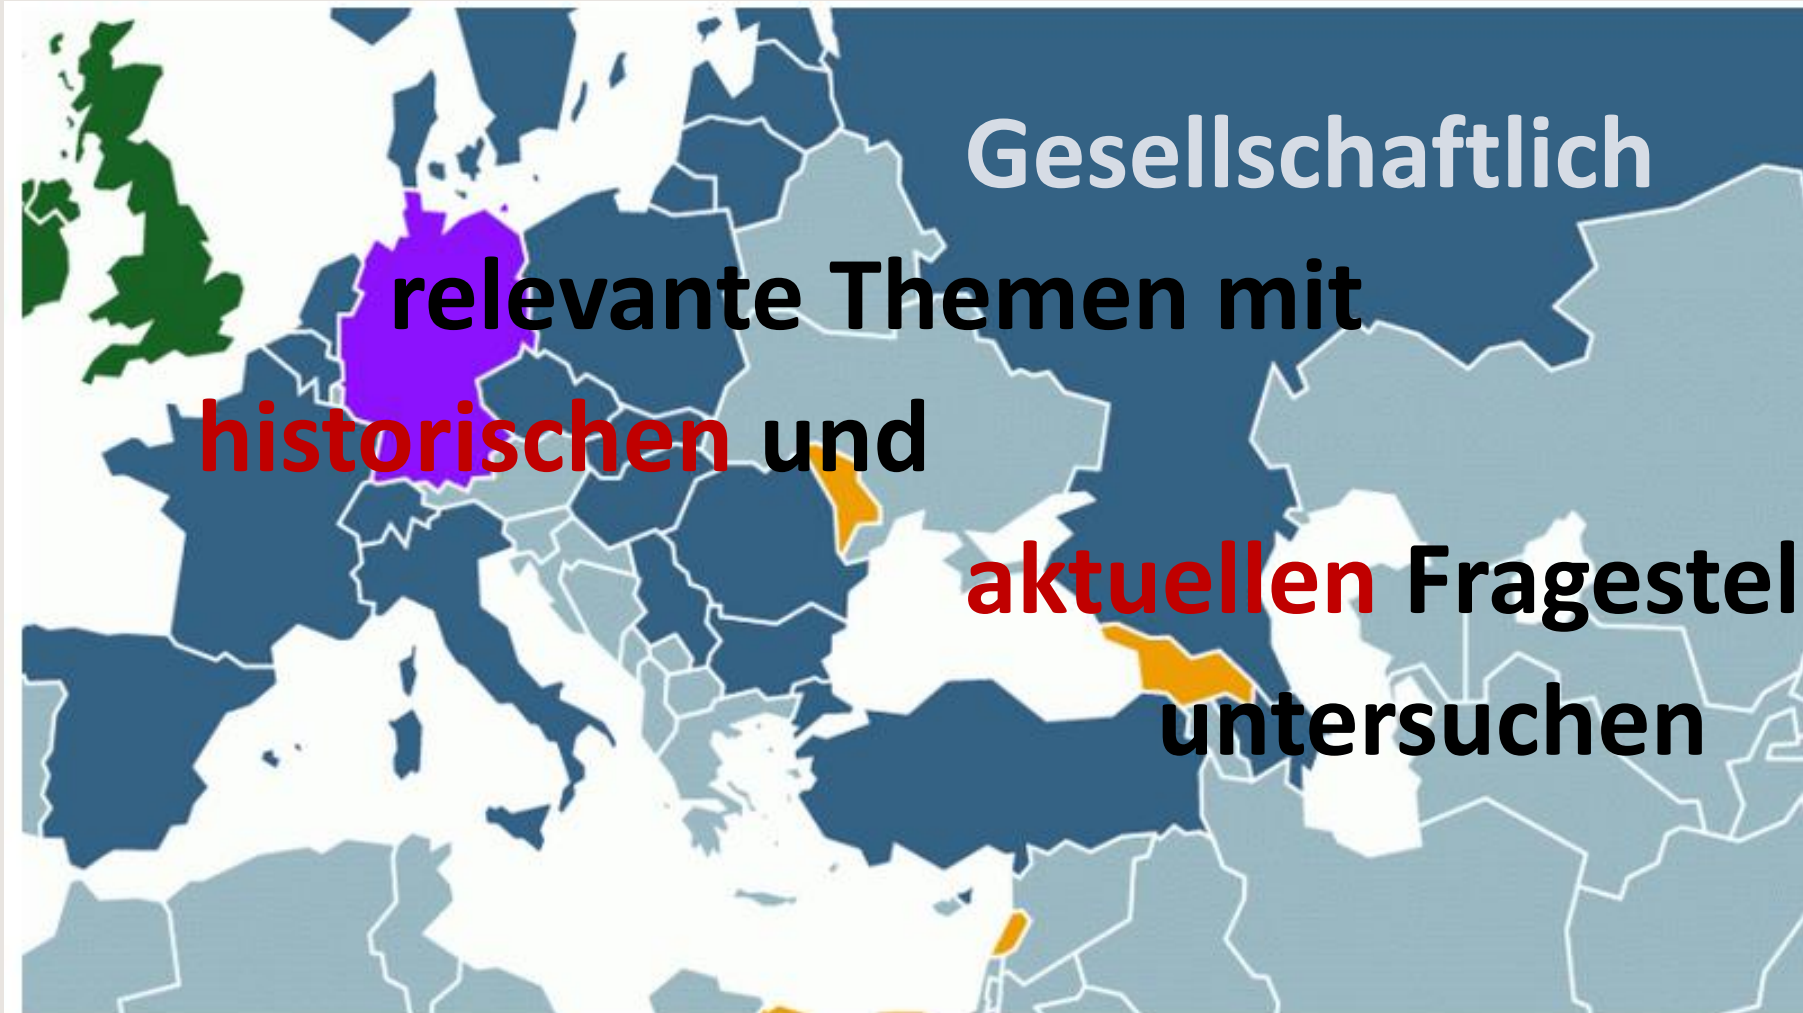 Gesellschaftlich
relevante Themen mit
historischen und
aktuellen Fragestel
untersuchen